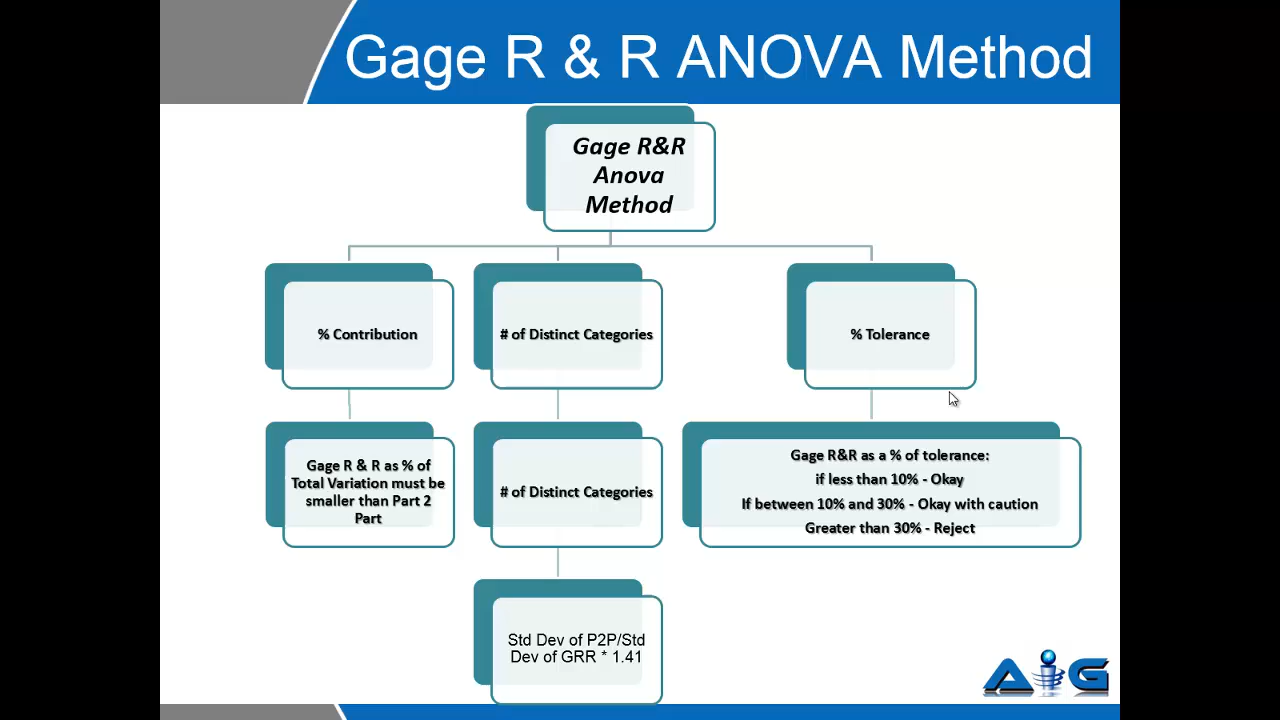 Gage R & R ANOVA Method
Gage R&R
Anova
Method
% Contribution
# of Distinct Categories
% Tolerance
Gage R & R as % of
Total Variation must be
smaller than Part 2
Part
# of Distinct Categories
Gage R&R as a % of tolerance:
if less than 10% - Okay
If between 10% and 30% - Okay with caution
Greater than 30% - Reject
Std Dev of P2P/Std
Dev of GRR * 1.41
AIG